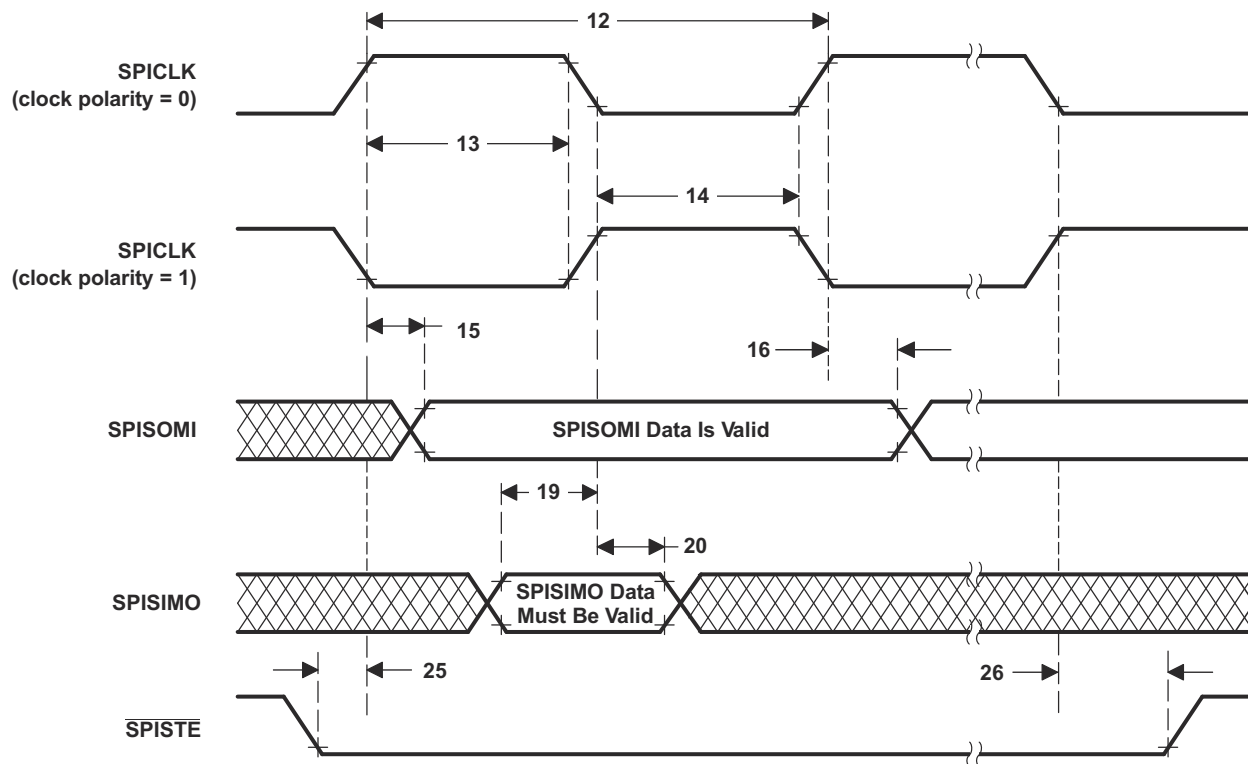 12
SPICLK
(clock polarity = 0)
13
14
SPICLK
(clock polarity = 1)
15
16
SPISOMI
SPISOMI Data Is Valid
19
20
SPISIMO
SPISIMO Data
Must Be Valid
25
26
SPISTE